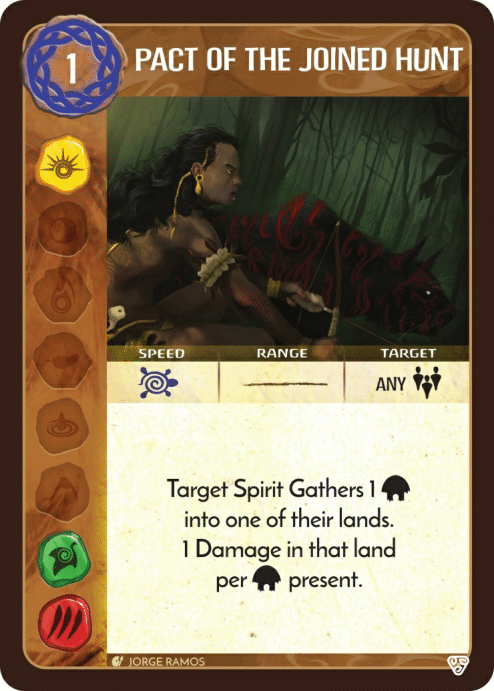 1
PACT OF THE JOINED HUNT
SPEED RANGE TARGET
ANY
Target Spirit Gathers 1
into one of their lands.
1 Damage in that land
per present.
JORGE RAMOS